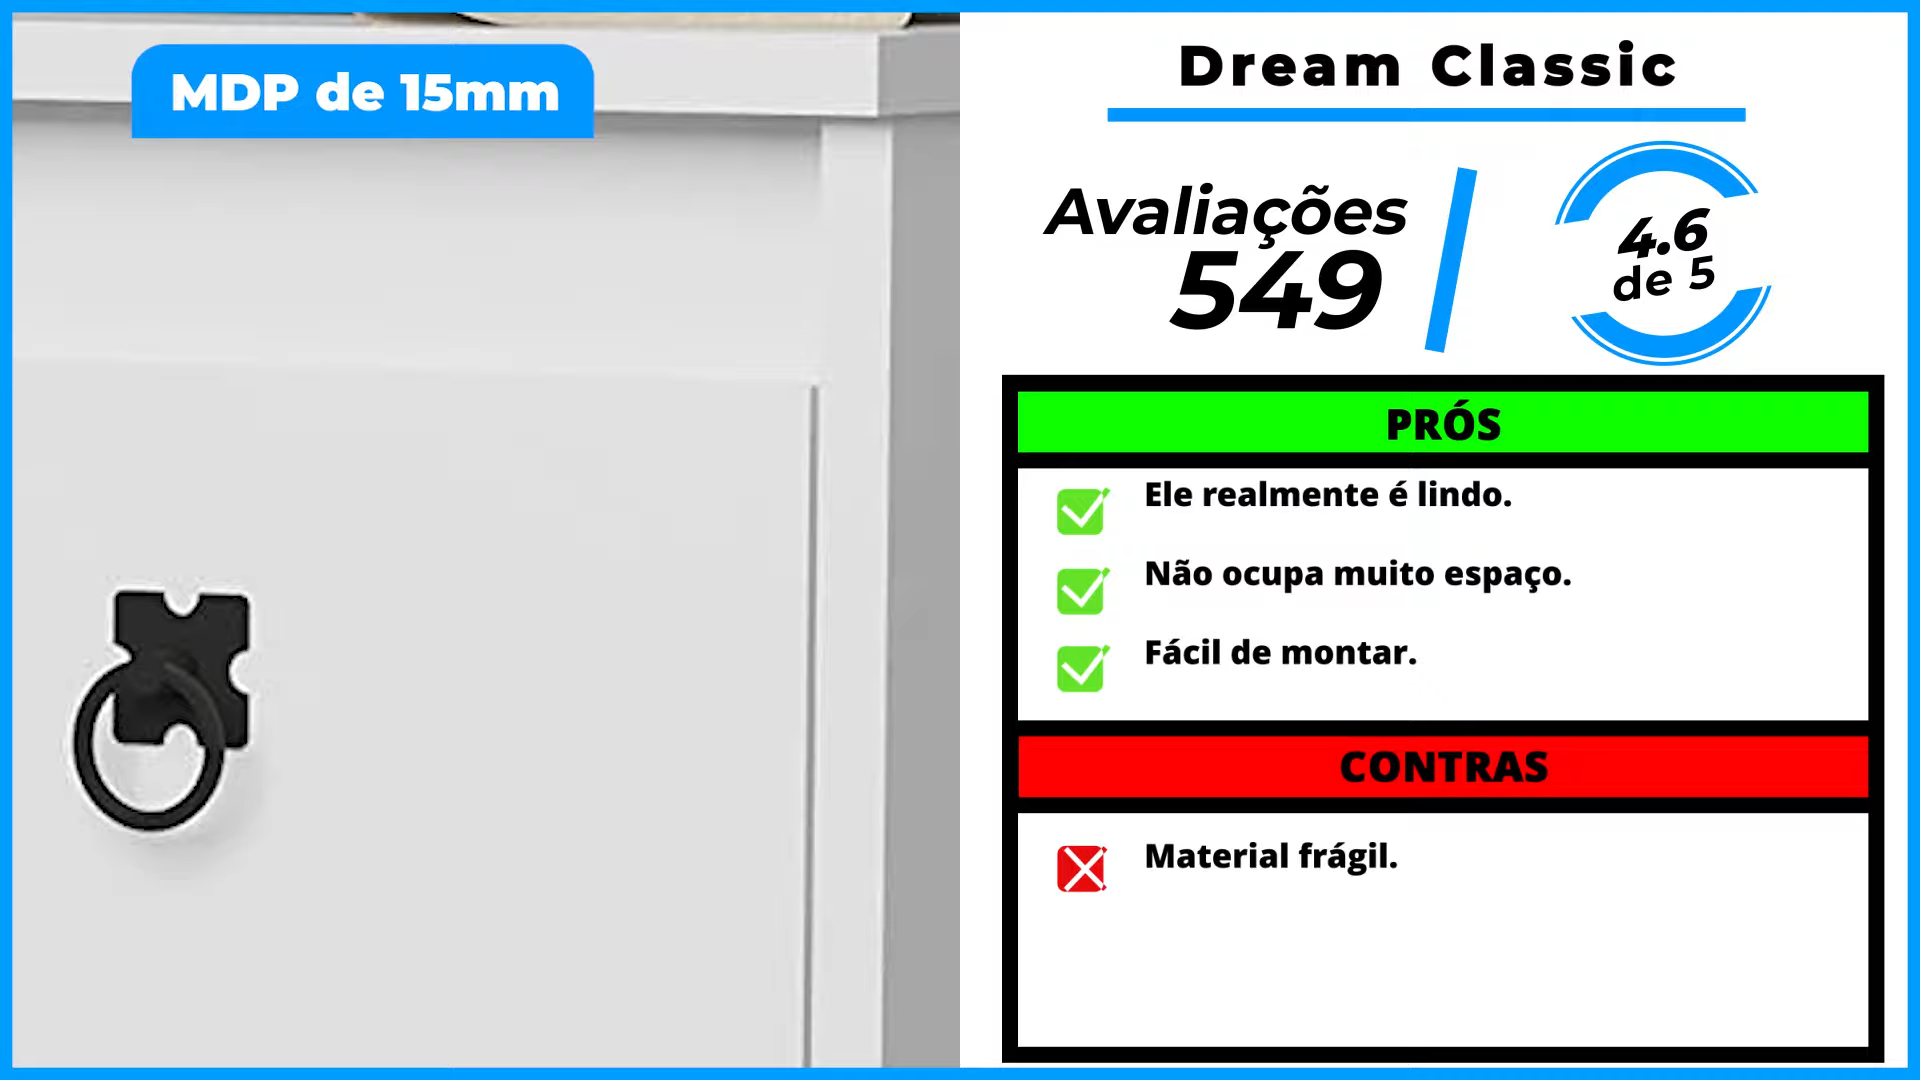 MDP de 15mm
Dream Classic
Avaliações
549
4.6
de 5
PRÓS
Ele realmente é lindo.
Não ocupa muito espaço.
Fácil de montar.
CONTRAS
Material frágil.